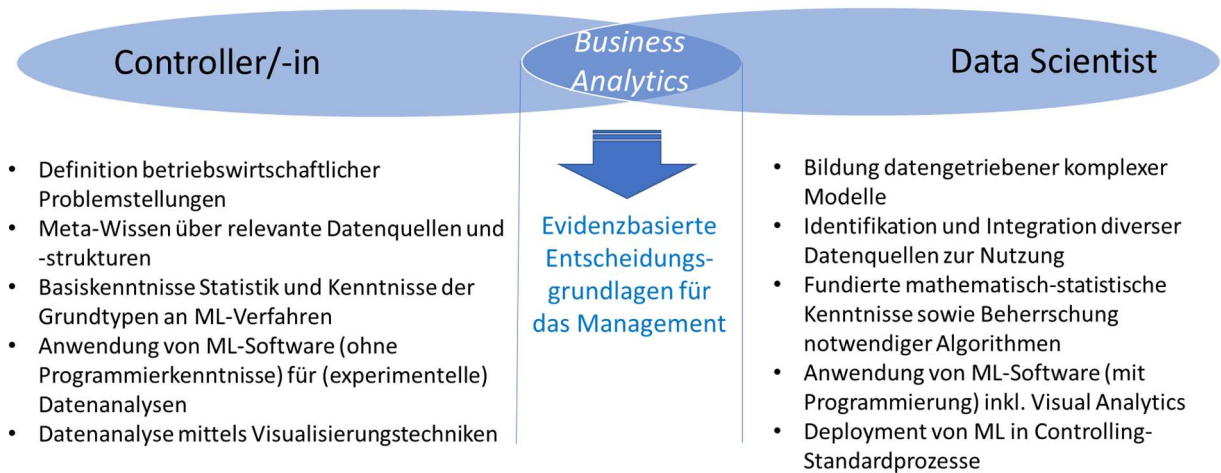 Controller/-in
Business
Analytics
Data Scientist
• Definition betriebswirtschaftlicher
Problemstellungen
• Meta-Wissen über relevante Datenquellen und
-strukturen
• Basiskenntnisse Statistik und Kenntnisse der
Grundtypen an ML-Verfahren
• Anwendung von ML-Software (ohne
Programmierkenntnisse) für (experimentelle)
Datenanalysen
• Datenanalyse mittels Visualisierungstechniken
Evidenzbasierte
Entscheidungs-
grundlagen für
das Management
• Bildung datengetriebener komplexer
Modelle
• Identifikation und Integration diverser
Datenquellen zur Nutzung
• Fundierte mathematisch-statistische
Kenntnisse sowie Beherrschung
notwendiger Algorithmen
• Anwendung von ML-Software (mit
Programmierung) inkl. Visual Analytics
• Deployment von ML in Controlling-
Standardprozesse